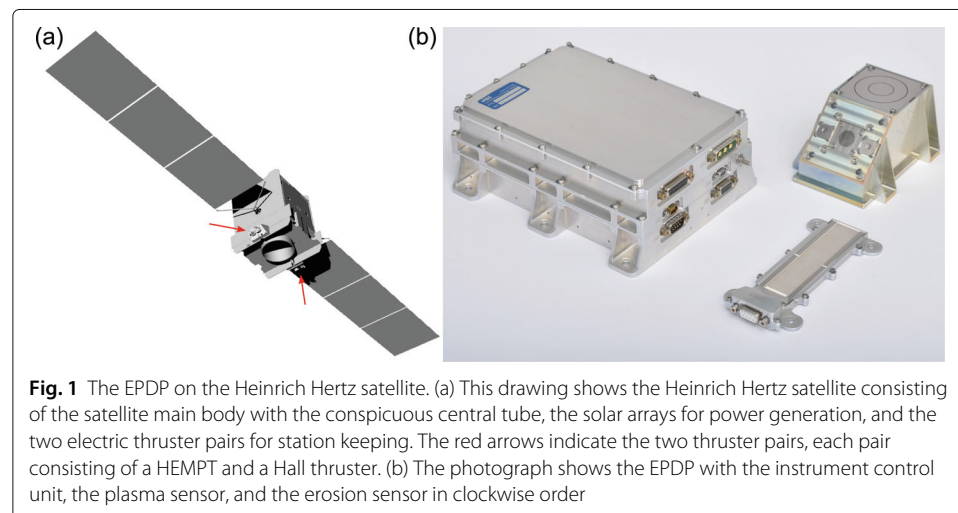 (a)
(b)
Fig. 1 The EPDP on the Heinrich Hertz satellite. (a) This drawing shows the Heinrich Hertz satellite consisting
of the satellite main body with the conspicuous central tube, the solar arrays for power generation, and the
two electric thruster pairs for station keeping. The red arrows indicate the two thruster pairs, each pair
consisting of a HEMPT and a Hall thruster. (b) The photograph shows the EPDP with the instrument control
unit, the plasma sensor, and the erosion sensor in clockwise order